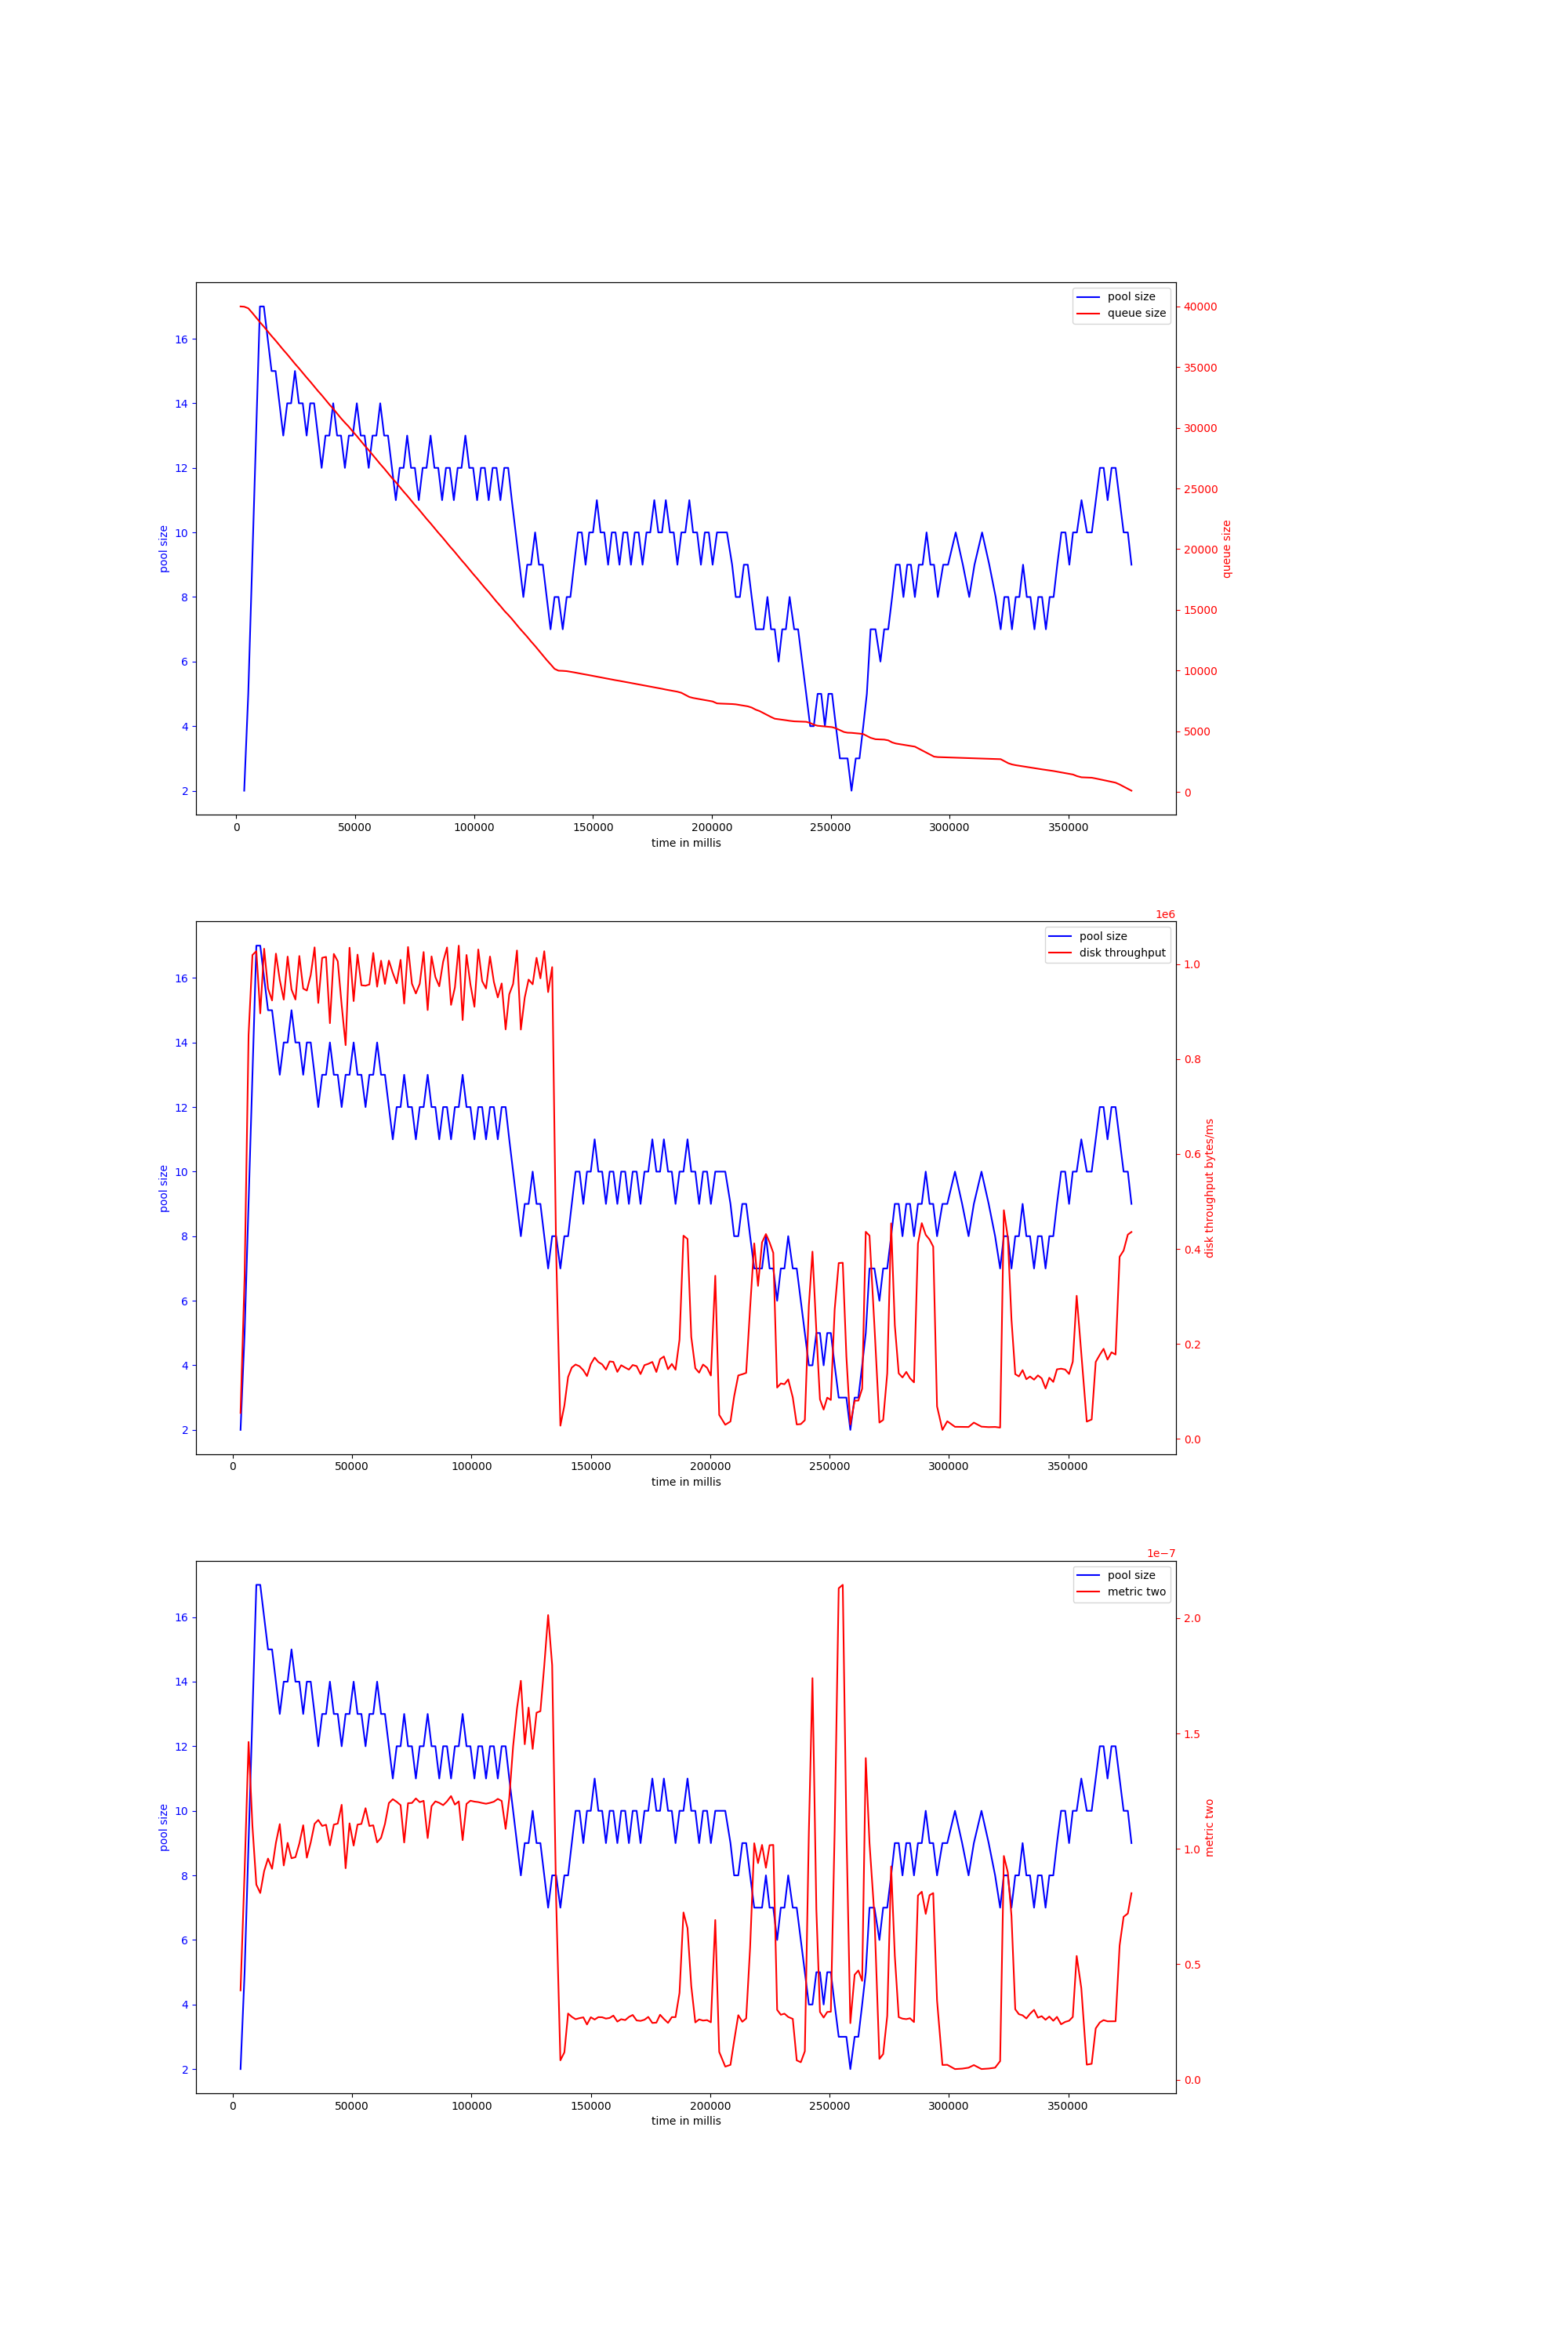 pool size
queue size
16
14
12
10
8
6
4
2
pool size
40000
35000
30000
25000
20000
15000
10000
5000
0
queue size
0 50000 100000 150000 200000 250000 300000 350000
time in millis
1e6
pool size
disk throughput
16
14
12
10
8
6
4
2
pool size
1.0
0.8
0.6
0.4
0.2
0.0
disk throughput bytes/ms
0 50000 100000 150000 200000 250000 300000 350000
time in millis
1e−7
pool size
metric two
16
14
12
10
8
6
4
2
pool size
2.0
1.5
1.0
0.5
0.0
metric two
0 50000 100000 150000 200000 250000 300000 350000
time in millis